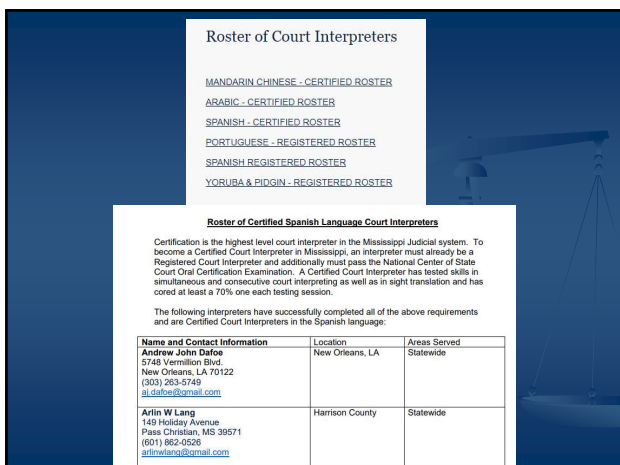 Roster of Court Interpreters
MANDARIN CHINESE - CERTIFIED ROSTER
ARABIC - CERTIFIED ROSTER
SPANISH - CERTIFIED ROSTER
PORTUGUESE - REGISTERED ROSTER
SPANISH REGISTERED ROSTER
YORUBA & PIDGIN - REGISTERED ROSTER
Roster of Certified Spanish Language Court Interpreters
Certification is the highest level court interpreter in the Mississippi Judicial system. To
become a Certified Court Interpreter in Mississippi, an interpreter must already be a
Registered Court Interpreter and additionally must pass the National Center of State
Court Oral Certification Examination. A Certified Court Interpreter has tested skills in
simultaneous and consecutive court interpreting as well as in sight translation and has
cored at least a 70% one each testing session.
The following interpreters have successfully completed all of the above requirements
and are Certified Court Interpreters in the Spanish language:
Name and Contact Information Location Areas Served
Andrew John Dafoe New Orleans, LA Statewide
5748 Vermillion Blvd.
New Orleans, LA 70122
(303) 263-5749
aj.dafoe@gmail.com
Arlin W Lang Harrison County Statewide
149 Holiday Avenue
Pass Christian, MS 39571
(601) 862-0526
arlinwlang@gmail.com